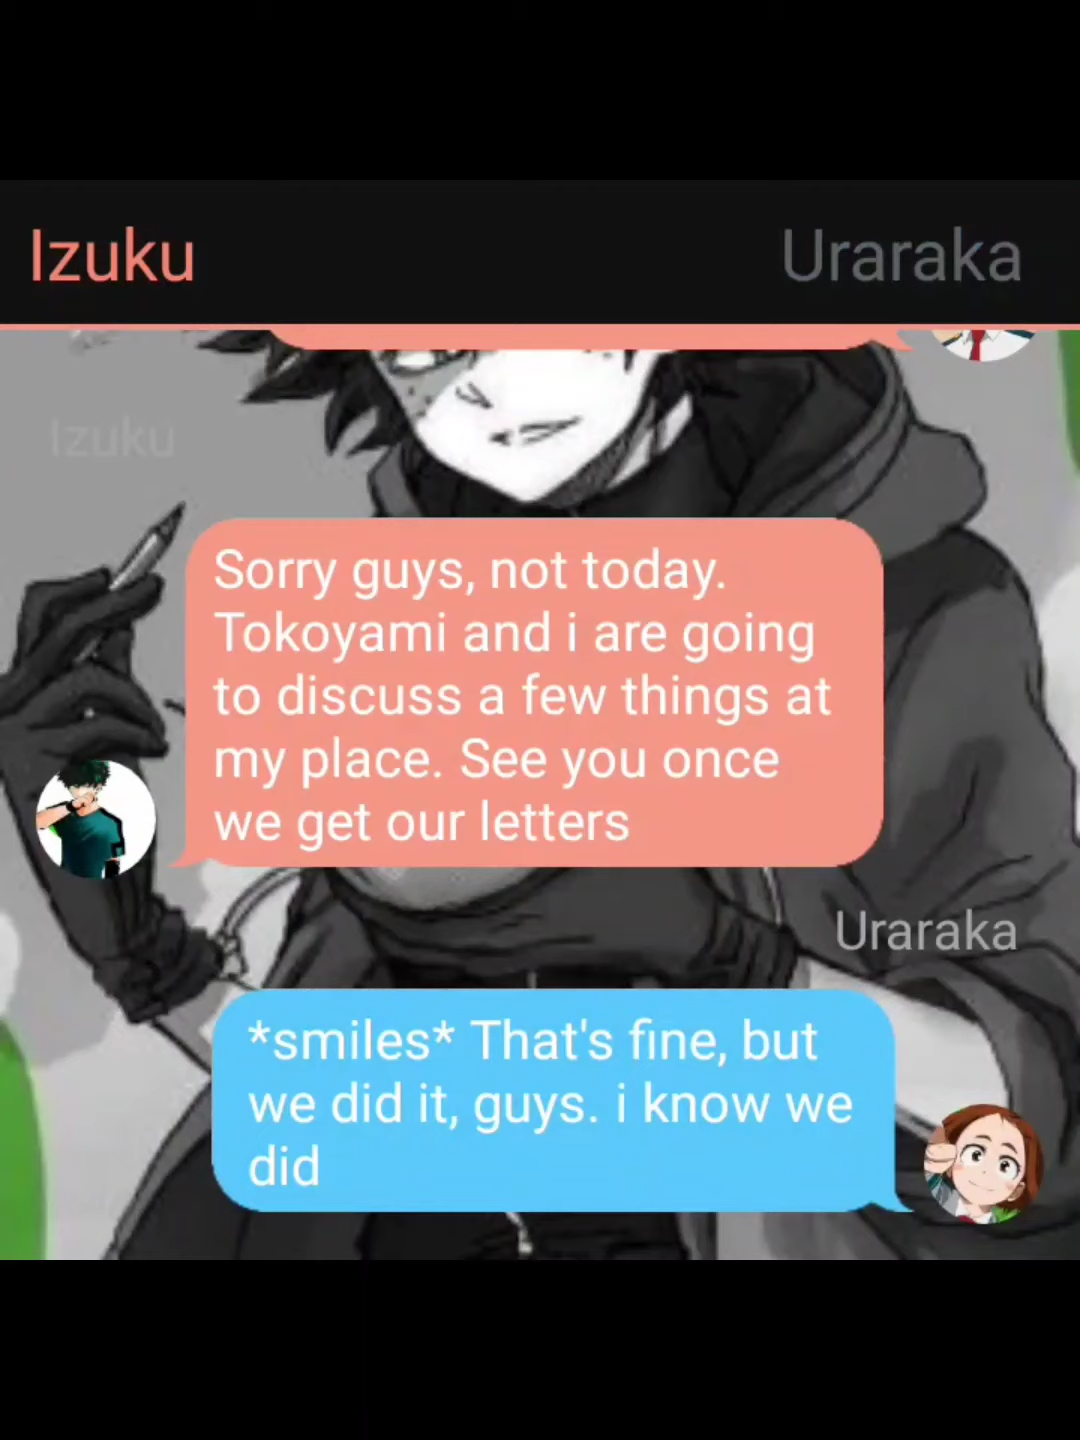 Izuku
Uraraka
Izuku
Sorry guys, not today.
Tokoyami and i are going
to discuss a few things at
my place. See you once
we get our letters
Uraraka
*smiles* That's fine, but
we did it, guys. i know we
did